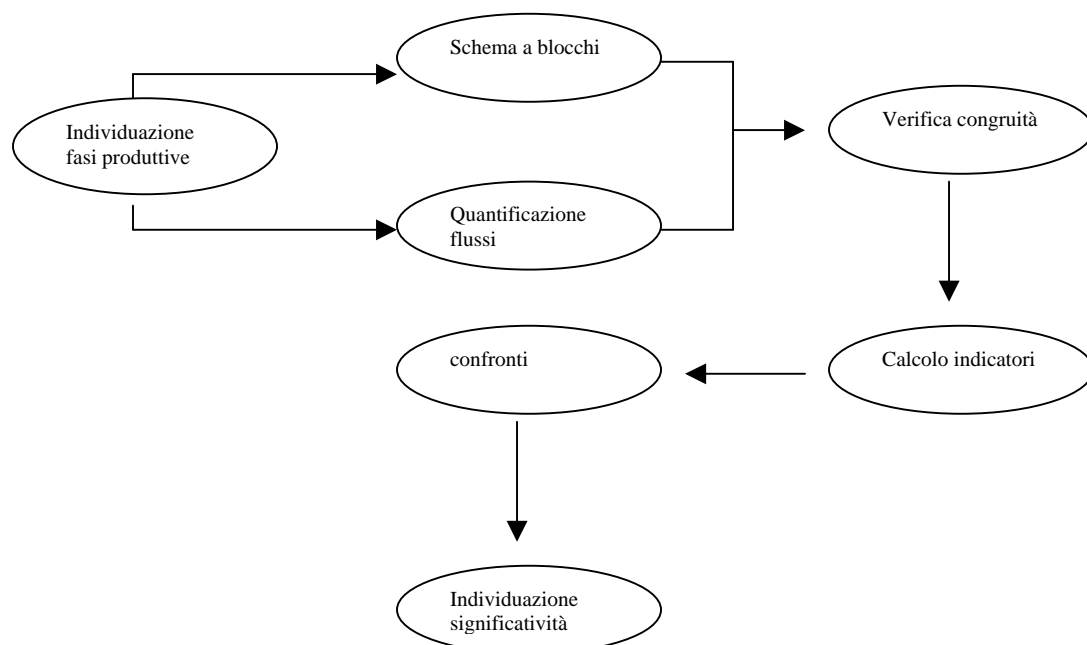 Schema a blocchi
Individuazione
fasi produttive
Verifica congruità
Quantificazione
flussi
confronti
Calcolo indicatori
Individuazione
significatività